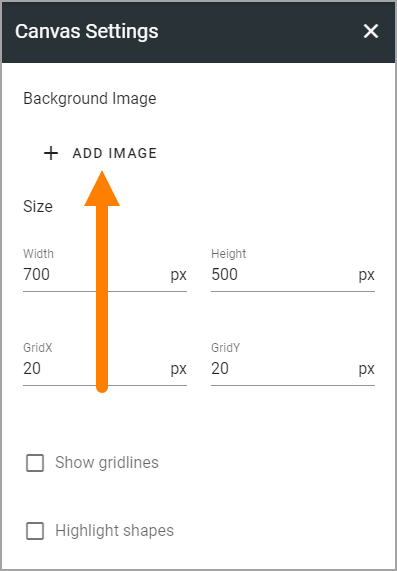 Canvas Settings
Background Image
ADD IMAGE
Size
Width Height
700 px 500 px
GridX GridY
20 px 20 px
Show gridlines
Highlight shapes